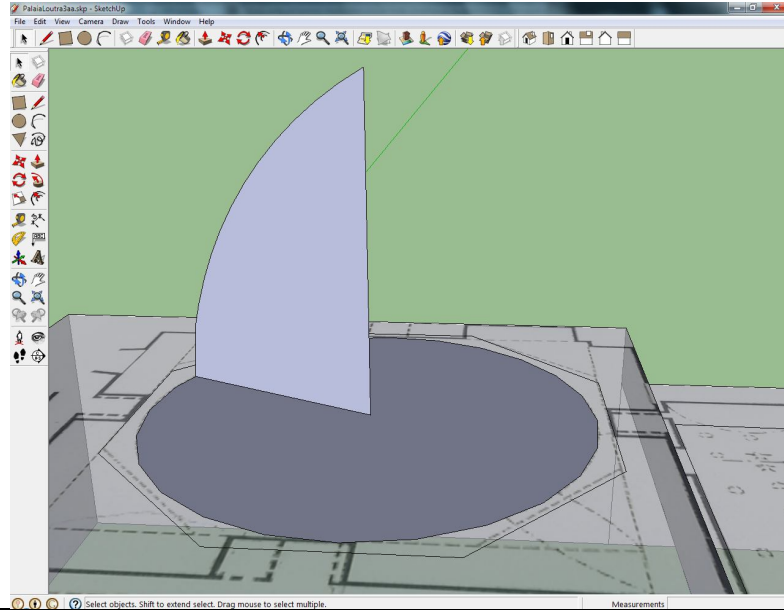 PalaiaLoutra3aa.skp - SketchUp
File Edit View Camera Draw Tools Window Help
Select objects. Shift to extend select. Drag mouse to select multiple.
Measurements